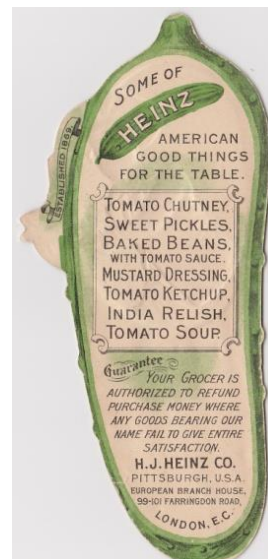 SOME OF
HEINZ
AMERICAN
GOOD THINGS
FOR THE TABLE.
ESTABLISHED 1869.
TOMATO CHUTNEY,
SWEET PICKLES,
BAKED BEANS,
WITH TOMATO SAUCE.
MUSTARD DRESSING,
TOMATO KETCHUP,
INDIA RELISH,
TOMATO SOUP.
Guarantee
YOUR GROCER IS
AUTHORIZED TO REFUND
PURCHASE MONEY WHERE
ANY GOODS BEARING OUR
NAME FAIL TO GIVE ENTIRE
SATISFACTION.
H.J. HEINZ CO.
PITTSBURGH, U.S.A.
EUROPEAN BRANCH HOUSE,
99-101 FARRINGDON ROAD,
LONDON, E.C.